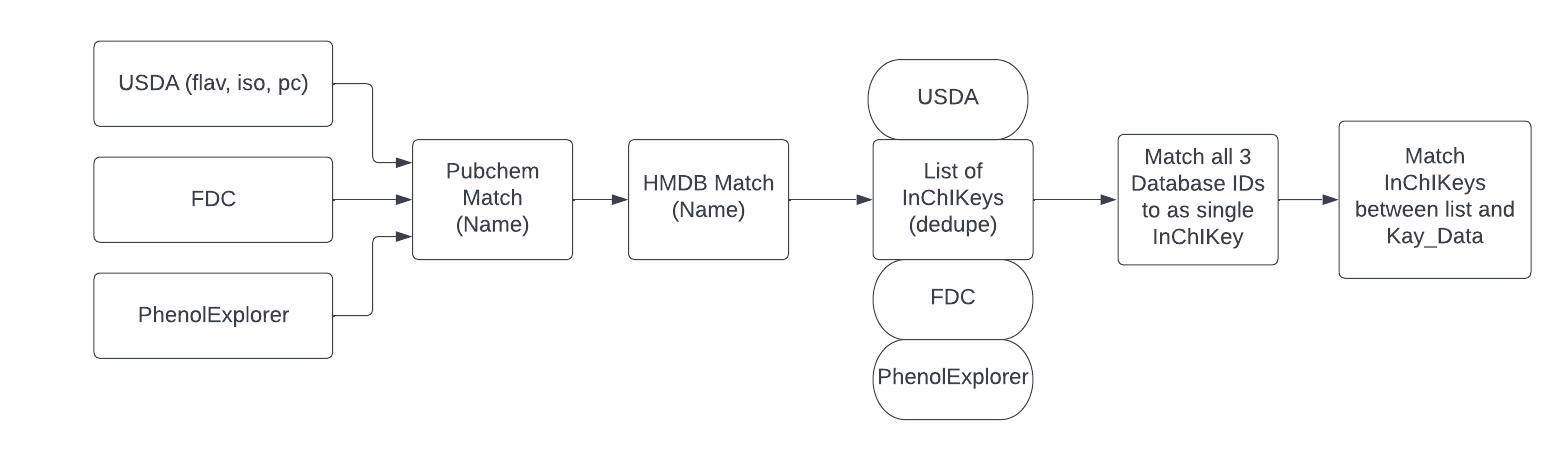 USDA (flav, iso, pc)
FDC
PhenolExplorer
Pubchem
Match
(Name)
HMDB Match
(Name)
USDA
List of
InChIKeys
(dedupe)
FDC
PhenolExplorer
Match all 3
Database IDs
to as single
InChIKey
Match
InChIKeys
between list and
Kay_Data